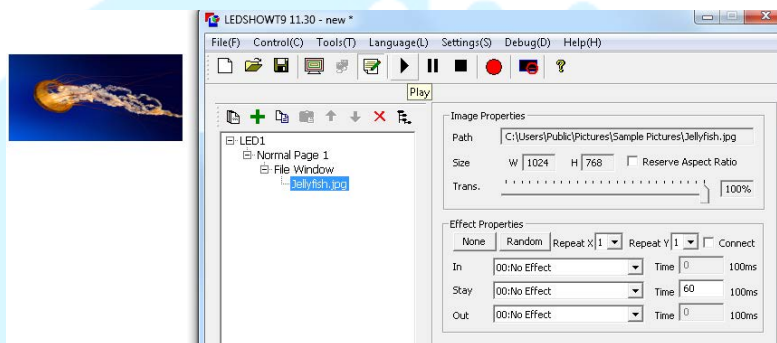 LEDSHOWT9 11.30 - new *
File(F) Control(C) Tools(T) Language(L) Settings(S) Debug(D) Help(H)
Play
LED1
Normal Page 1
File Window
Jellyfish.jpg
Image Properties
Path C:\Users\Public\Pictures\Sample Pictures\Jellyfish.jpg
Size W 1024 H 768 Reserve Aspect Ratio
Trans. 100%
Effect Properties
None Random Repeat X 1 Repeat Y 1 Connect
In 00:No Effect Time 0 100ms
Stay 00:No Effect Time 60 100ms
Out 00:No Effect Time 0 100ms